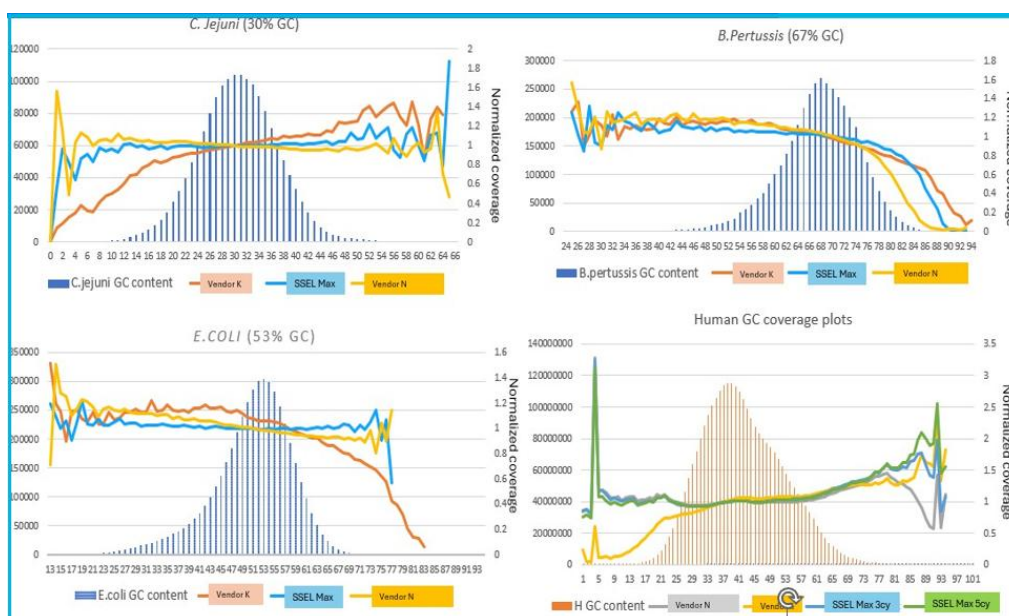 C. Jejuni (30% GC)
120000
100000
80000
60000
40000
20000
0
2
1.8
1.6
1.4
1.2
1
0.8
0.6
0.4
0.2
0
Normalized coverage
0 2 4 6 8 10 12 14 16 18 20 22 24 26 28 30 32 34 36 38 40 42 44 46 48 50 52 54 56 58 60 62 64 66
C.jejuni GC content
Vendor K
SSEL Max
Vendor N
B.Pertussis (67% GC)
300000
250000
200000
150000
100000
50000
0
1.8
1.6
1.4
1.2
1
0.8
0.6
0.4
0.2
0
Normalized coverage
24 26 28 30 32 34 36 38 40 42 44 46 48 50 52 54 56 58 60 62 64 66 68 70 72 74 76 78 80 82 84 86 88 90 92 94
B.pertussis GC content
Vendor K
SSEL Max
Vendor N
E.COLI (53% GC)
350000
300000
250000
200000
150000
100000
50000
0
1.6
1.4
1.2
1
0.8
0.6
0.4
0.2
0
Normalized coverage
13 15 17 19 21 23 25 27 29 31 33 35 37 39 41 43 45 47 49 51 53 55 57 59 61 63 65 67 69 71 73 75 77 79 81 83 85 87 89 91 93
E.coli GC content
Vendor K
SSEL Max
Vendor N
Human GC coverage plots
140000000
120000000
100000000
80000000
60000000
40000000
20000000
0
3.5
3
2.5
2
1.5
1
0.5
0
Normalized coverage
1 5 9 13 17 21 25 29 33 37 41 45 49 53 57 61 65 69 73 77 81 85 89 93 97 101
H GC content
Vendor N
SSEL Max 3cy
SSEL Max 5cy